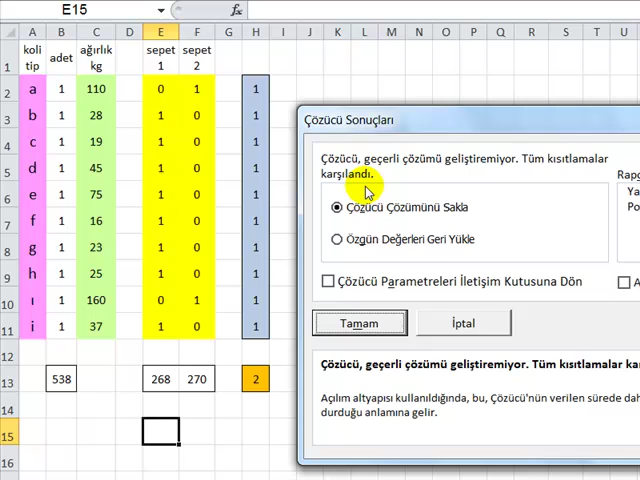 E15
fx
A B C D E F G H I J K L M N O P Q R S T U
1 koli tip adet ağırlık kg sepet 1 sepet 2
2 a 1 110 0 1 1
3 b 1 28 1 0 1
4 c 1 19 1 0 1
5 d 1 45 1 0 1
6 e 1 75 1 0 1
7 f 1 16 1 0 1
8 g 1 23 1 0 1
9 h 1 25 1 0 1
10 ı 1 160 0 1 1
11 i 1 37 1 0 1
12
13 538 268 270 2
14
15
16
Çözücü Sonuçları
Çözücü, geçerli çözümü geliştiremiyor. Tüm kısıtlamalar
karşılandı.
Çözücü Çözümünü Sakla
Özgün Değerleri Geri Yükle
Çözücü Parametreleri İletişim Kutusuna Dön
Tamam
İptal
Çözücü, geçerli çözümü geliştiremiyor. Tüm kısıtlamalar
Açılım altyapısı kullanıldığında, bu, Çözücü'nün verilen sürede
durduğu anlamına gelir.